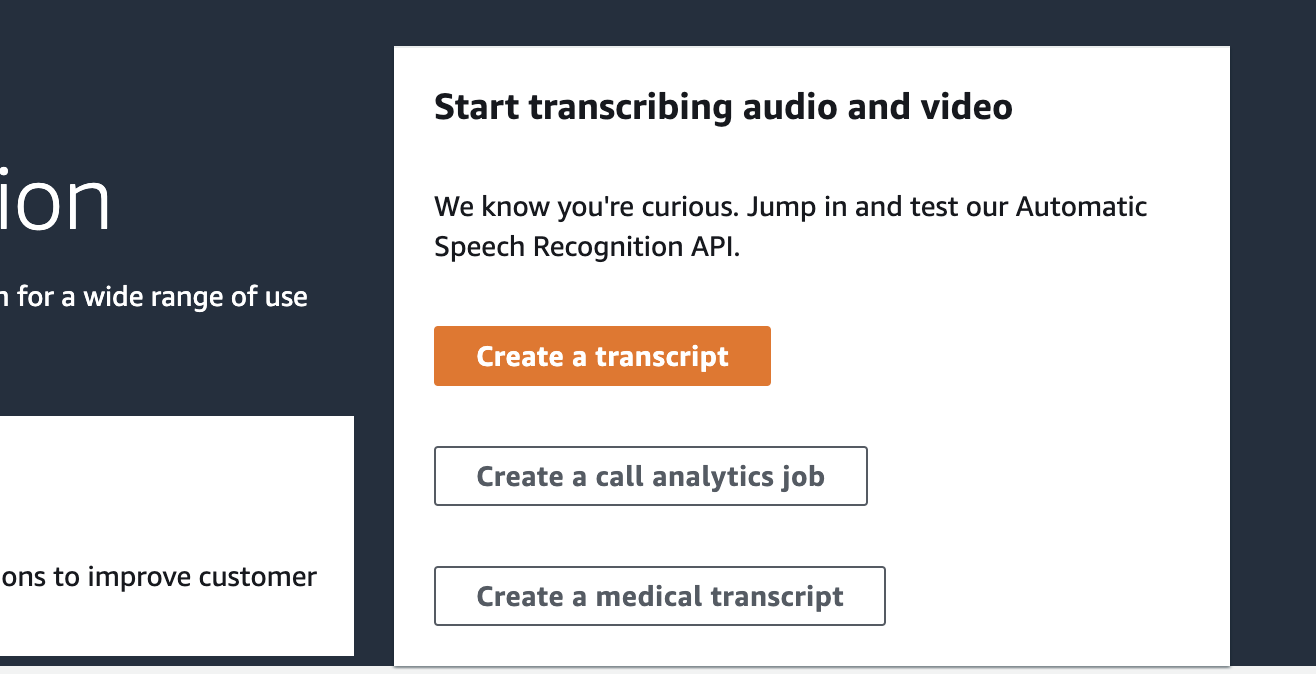 Start transcribing audio and video
ion
We know you're curious. Jump in and test our Automatic
Speech Recognition API.
for a wide range of use
Create a transcript
Create a call analytics job
ons to improve customer
Create a medical transcript